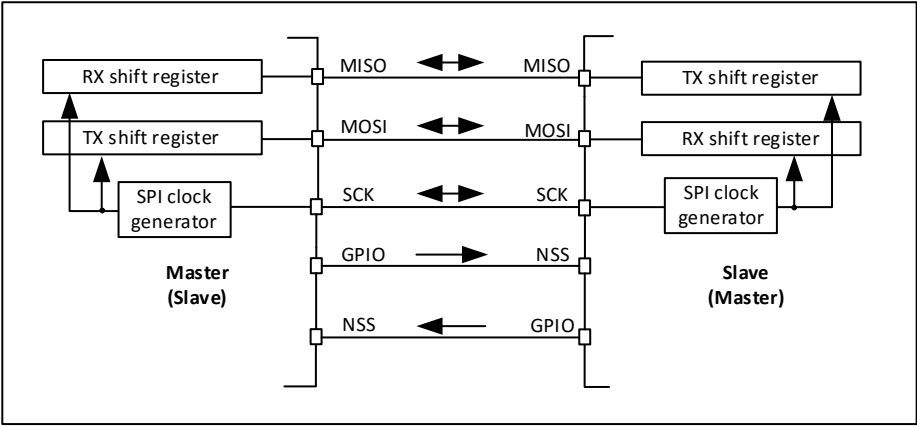 RX shift register
MISO
MISO
TX shift register
TX shift register
MOSI
MOSI
RX shift register
SPI clock
generator
SCK
SCK
SPI clock
generator
GPIO
NSS
Master
(Slave)
Slave
(Master)
NSS
GPIO